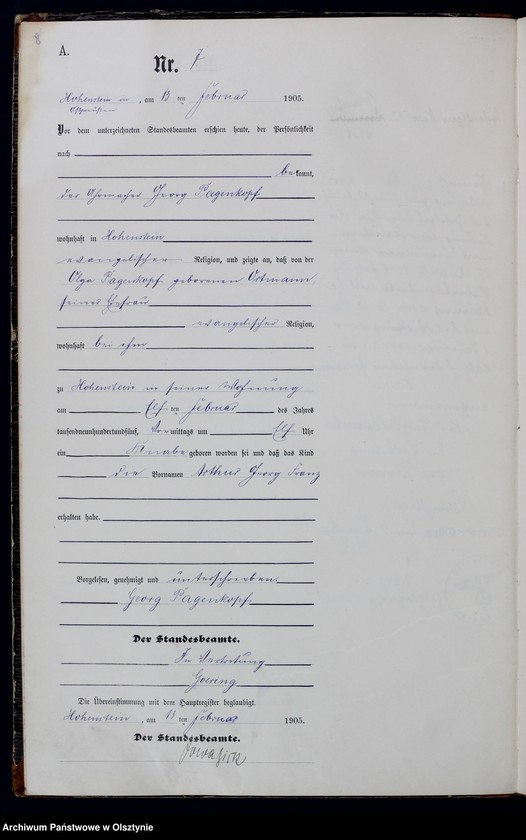 8
A.
Nr. 7
Hohenstein in, am 13 ten Februar 1905.
Ostpreußen
Vor dem unterzeichneten Standesbeamten erschien heute, der Persönlichkeit
nach
bekannt,
der Uhrmacher Georg Pagenkopf
wohnhaft in Hohenstein
evangelischer Religion, und zeigte an, daß von der
Olga Pagenkopf geborenen Ortmann
seiner Ehefrau
evangelischer Religion,
wohnhaft bei ihm
zu Hohenstein in seiner Wohnung
am Elf ten Februar des Jahres
tausendneunhundertundfünf, Vormittags um Elf Uhr
ein Knabe geboren worden sei und daß das Kind
die Vornamen Arthur Georg Franz
erhalten habe.
Vorgelesen, genehmigt und unterschrieben
Georg Pagenkopf
Der Standesbeamte.
In Vertretung
Goering
Die Übereinstimmung mit dem Hauptregister beglaubigt.
Hohenstein, am 13 ten Februar 1905.
Der Standesbeamte.
Archiwum Państwowe w Olsztynie